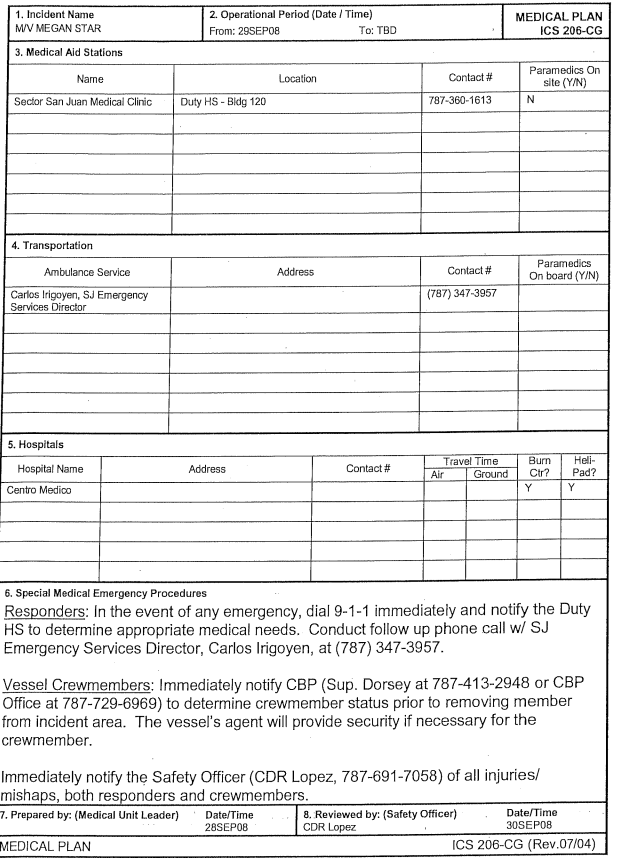 1. Incident Name
M/V MEGAN STAR
2. Operational Period (Date / Time)
From: 29SEP08 To: TBD
MEDICAL PLAN
ICS 206-CG
3. Medical Aid Stations
Name Location Contact # Paramedics On site (Y/N)
Sector San Juan Medical Clinic Duty HS - Bldg 120 787-360-1613 N
4. Transportation
Ambulance Service Address Contact # Paramedics On board (Y/N)
Carlos Irigoyen, SJ Emergency (787) 347-3957
Services Director
5. Hospitals
Hospital Name Address Contact # Travel Time Burn Ctr? Heli-Pad?
Air Ground
Centro Medico Y Y
6. Special Medical Emergency Procedures
Responders: In the event of any emergency, dial 9-1-1 immediately and notify the Duty
HS to determine appropriate medical needs. Conduct follow up phone call w/ SJ
Emergency Services Director, Carlos Irigoyen, at (787) 347-3957.
Vessel Crewmembers: Immediately notify CBP (Sup. Dorsey at 787-413-2948 or CBP
Office at 787-729-6969) to determine crewmember status prior to removing member
from incident area. The vessel's agent will provide security if necessary for the
crewmember.
Immediately notify the Safety Officer (CDR Lopez, 787-691-7058) of all injuries/
mishaps, both responders and crewmembers.
7. Prepared by: (Medical Unit Leader) Date/Time
28SEP08
8. Reviewed by: (Safety Officer) Date/Time
CDR Lopez 30SEP08
MEDICAL PLAN ICS 206-CG (Rev.07/04)